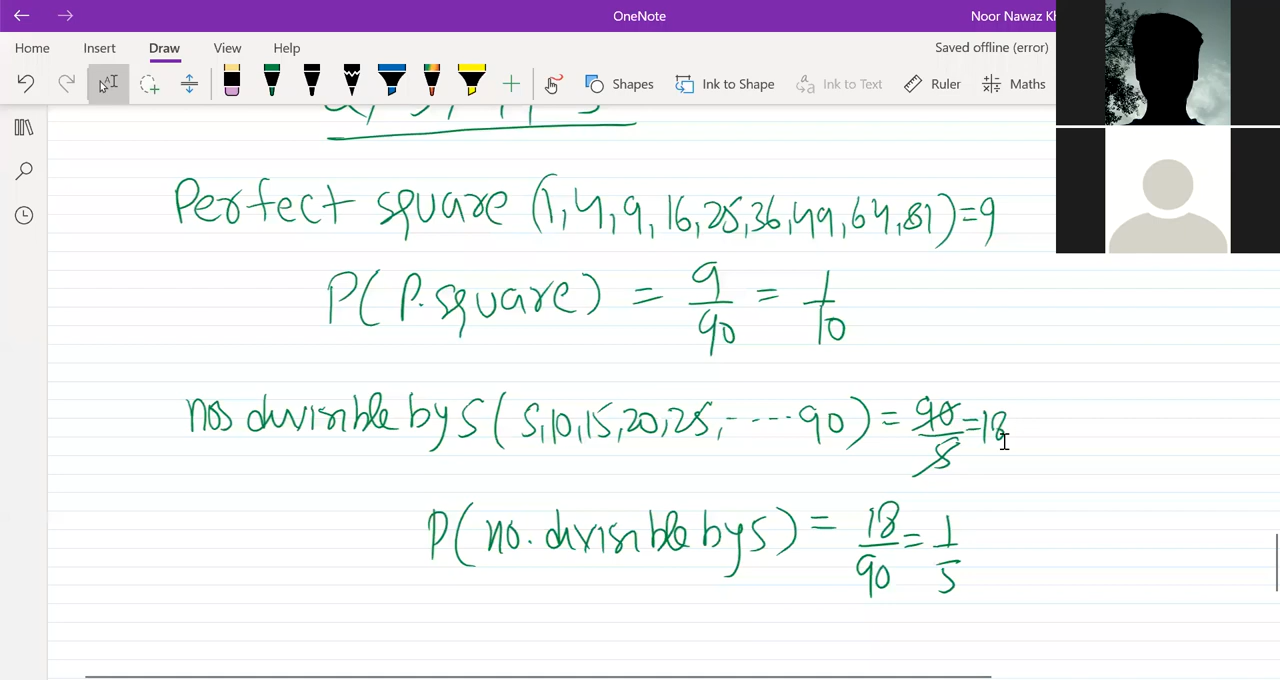 OneNote
Noor Nawaz Kh
Home Insert Draw View Help
Saved offline (error)
Shapes Ink to Shape Ink to Text Ruler Maths
Perfect square (1,4,9,16,25,36,49,64,81)=9
P(P.square) = 9/90 = 1/10
nos divisible by 5 (5,10,15,20,25,-----90) = 90/5 =18
P(no. divisible by 5) = 18/90 = 1/5